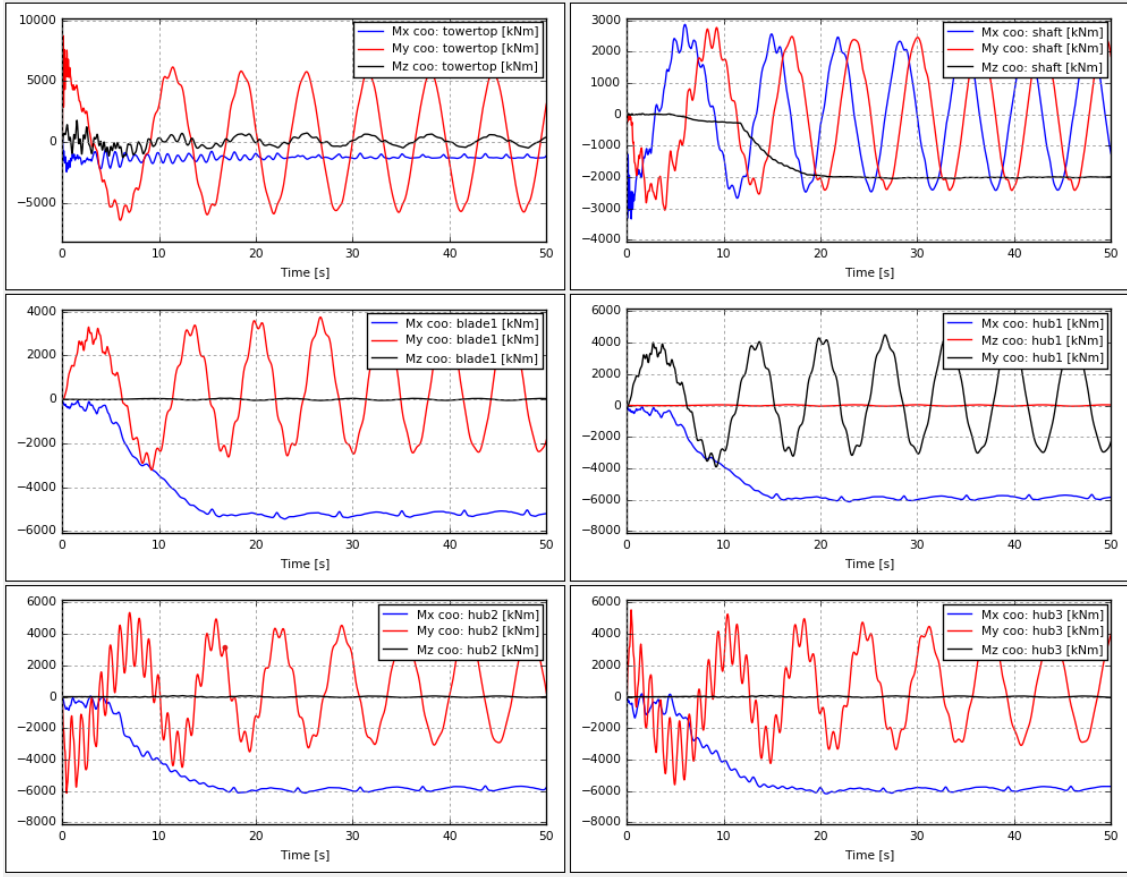 10000
5000
0
−5000
Mx coo: towertop [kNm]
My coo: towertop [kNm]
Mz coo: towertop [kNm]
0 10 20 30 40 50
Time [s]
3000
2000
1000
0
−1000
−2000
−3000
−4000
Mx coo: shaft [kNm]
My coo: shaft [kNm]
Mz coo: shaft [kNm]
0 10 20 30 40 50
Time [s]
4000
2000
0
−2000
−4000
−6000
Mx coo: blade1 [kNm]
My coo: blade1 [kNm]
Mz coo: blade1 [kNm]
0 10 20 30 40 50
Time [s]
6000
4000
2000
0
−2000
−4000
−6000
−8000
Mx coo: hub1 [kNm]
Mz coo: hub1 [kNm]
My coo: hub1 [kNm]
0 10 20 30 40 50
Time [s]
6000
4000
2000
0
−2000
−4000
−6000
−8000
Mx coo: hub2 [kNm]
My coo: hub2 [kNm]
Mz coo: hub2 [kNm]
0 10 20 30 40 50
Time [s]
6000
4000
2000
0
−2000
−4000
−6000
−8000
Mx coo: hub3 [kNm]
My coo: hub3 [kNm]
Mz coo: hub3 [kNm]
0 10 20 30 40 50
Time [s]